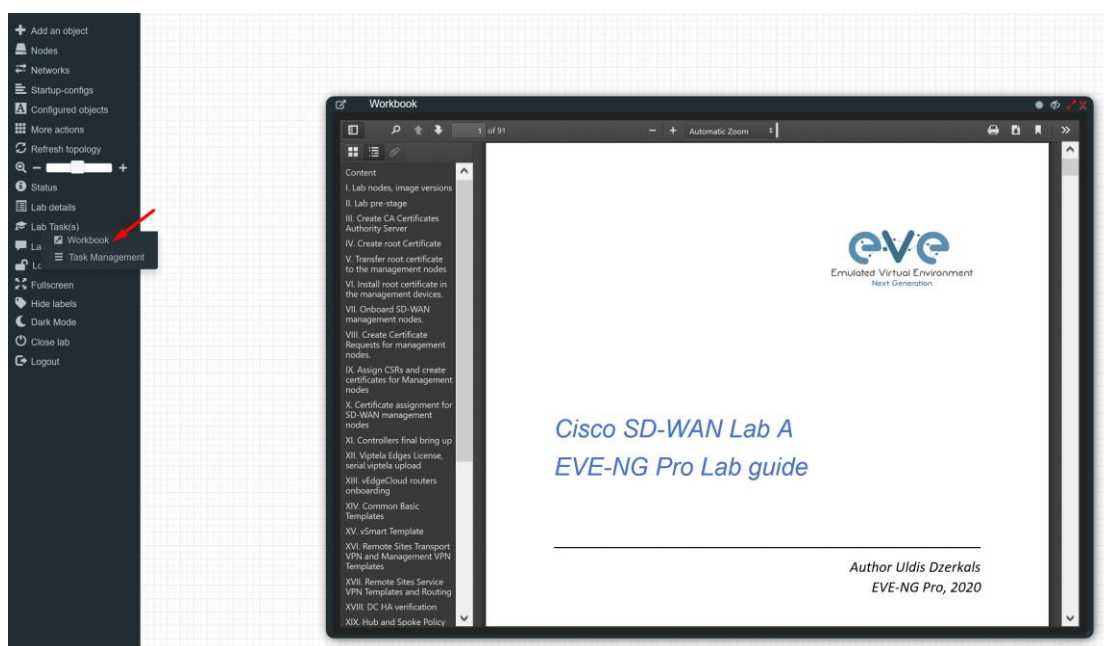 Add an object
Nodes
Networks
Startup-configs
Configured objects
More actions
Refresh topology
Status
Lab details
Lab Task(s)
Workbook
La
Task Management
Lo
Fullscreen
Hide labels
Dark Mode
Close lab
Logout
Workbook
1 of 91
Automatic Zoom
Content
I. Lab nodes, image versions
II. Lab pre-stage
III. Create CA Certificates
Authority Server
IV. Create root Certificate
V. Transfer root certificate
to the management nodes
VI. Install root certificate in
the management devices.
VII. Onboard SD-WAN
management nodes.
VIII. Create Certificate
Requests for management
nodes.
IX. Assign CSRs and create
certificates for Management
nodes
X. Certificate assignment for
SD-WAN management
nodes
XI. Controllers final bring up
XII. Viptela Edges License,
serial.viptela upload
XIII. vEdgeCloud routers
onboarding
XIV. Common Basic
Templates
XV. vSmart Template
XVI. Remote Sites Transport
VPN and Management VPN
Templates
XVII. Remote Sites Service
VPN Templates and Routing
XVIII. DC HA verification
XIX. Hub and Spoke Policy
eve
Emulated Virtual Environment
Next Generation
Cisco SD-WAN Lab A
EVE-NG Pro Lab guide
Author Uldis Dzerkals
EVE-NG Pro, 2020